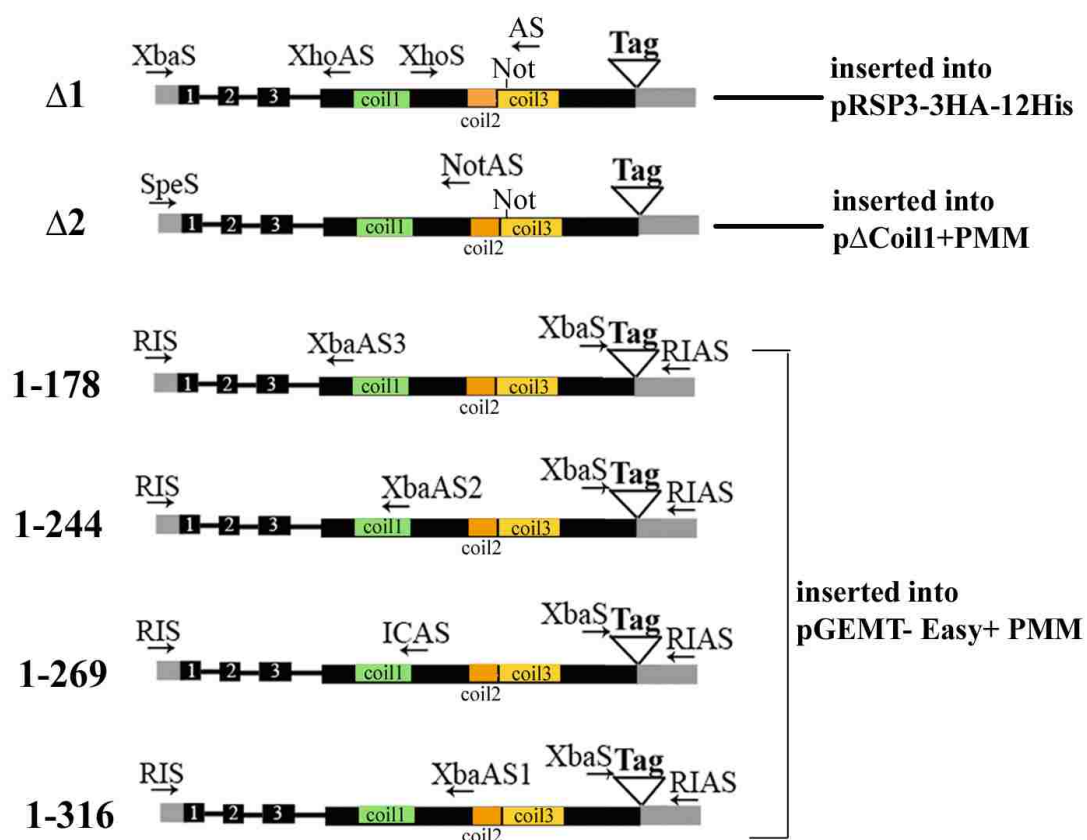 XbaS XhoAS XhoS AS Tag
Not
Δ1 1 2 3 coil1 coil3 inserted into
coil2 pRSP3-3HA-12His
SpeS NotAS Tag
Not
Δ2 1 2 3 coil1 coil3 inserted into
coil2 pΔCoil1+PMM
RIS XbaAS3 XbaS Tag RIAS
1-178 1 2 3 coil1 coil3
coil2
RIS XbaAS2 XbaS Tag RIAS
1-244 1 2 3 coil1 coil3
coil2
inserted into
pGEMT- Easy+ PMM
RIS ICAS XbaS Tag RIAS
1-269 1 2 3 coil1 coil3
coil2
RIS XbaAS1 XbaS Tag RIAS
1-316 1 2 3 coil1 coil3
coil2